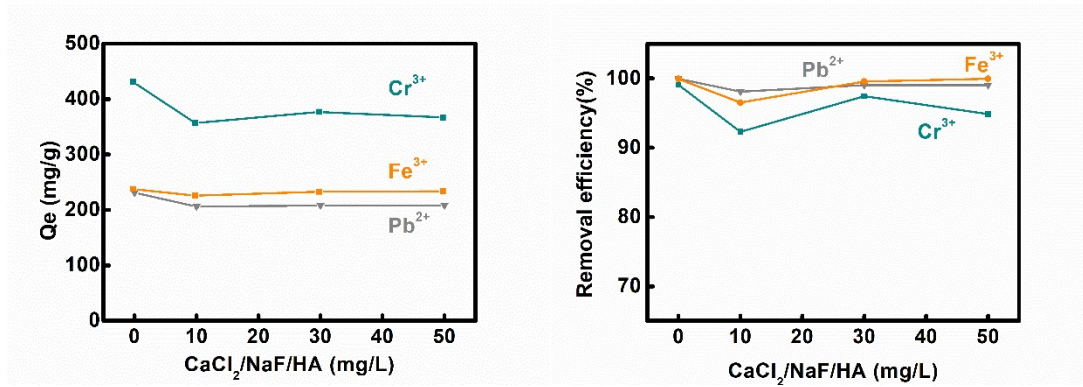 500
400
300
200
100
0
Qe (mg/g)
Cr³⁺
Fe³⁺
Pb²⁺
0 10 20 30 40 50
CaCl₂/NaF/HA (mg/L)
100
90
80
70
Removal efficiency(%)
Pb²⁺
Fe³⁺
Cr³⁺
0 10 20 30 40 50
CaCl₂/NaF/HA (mg/L)